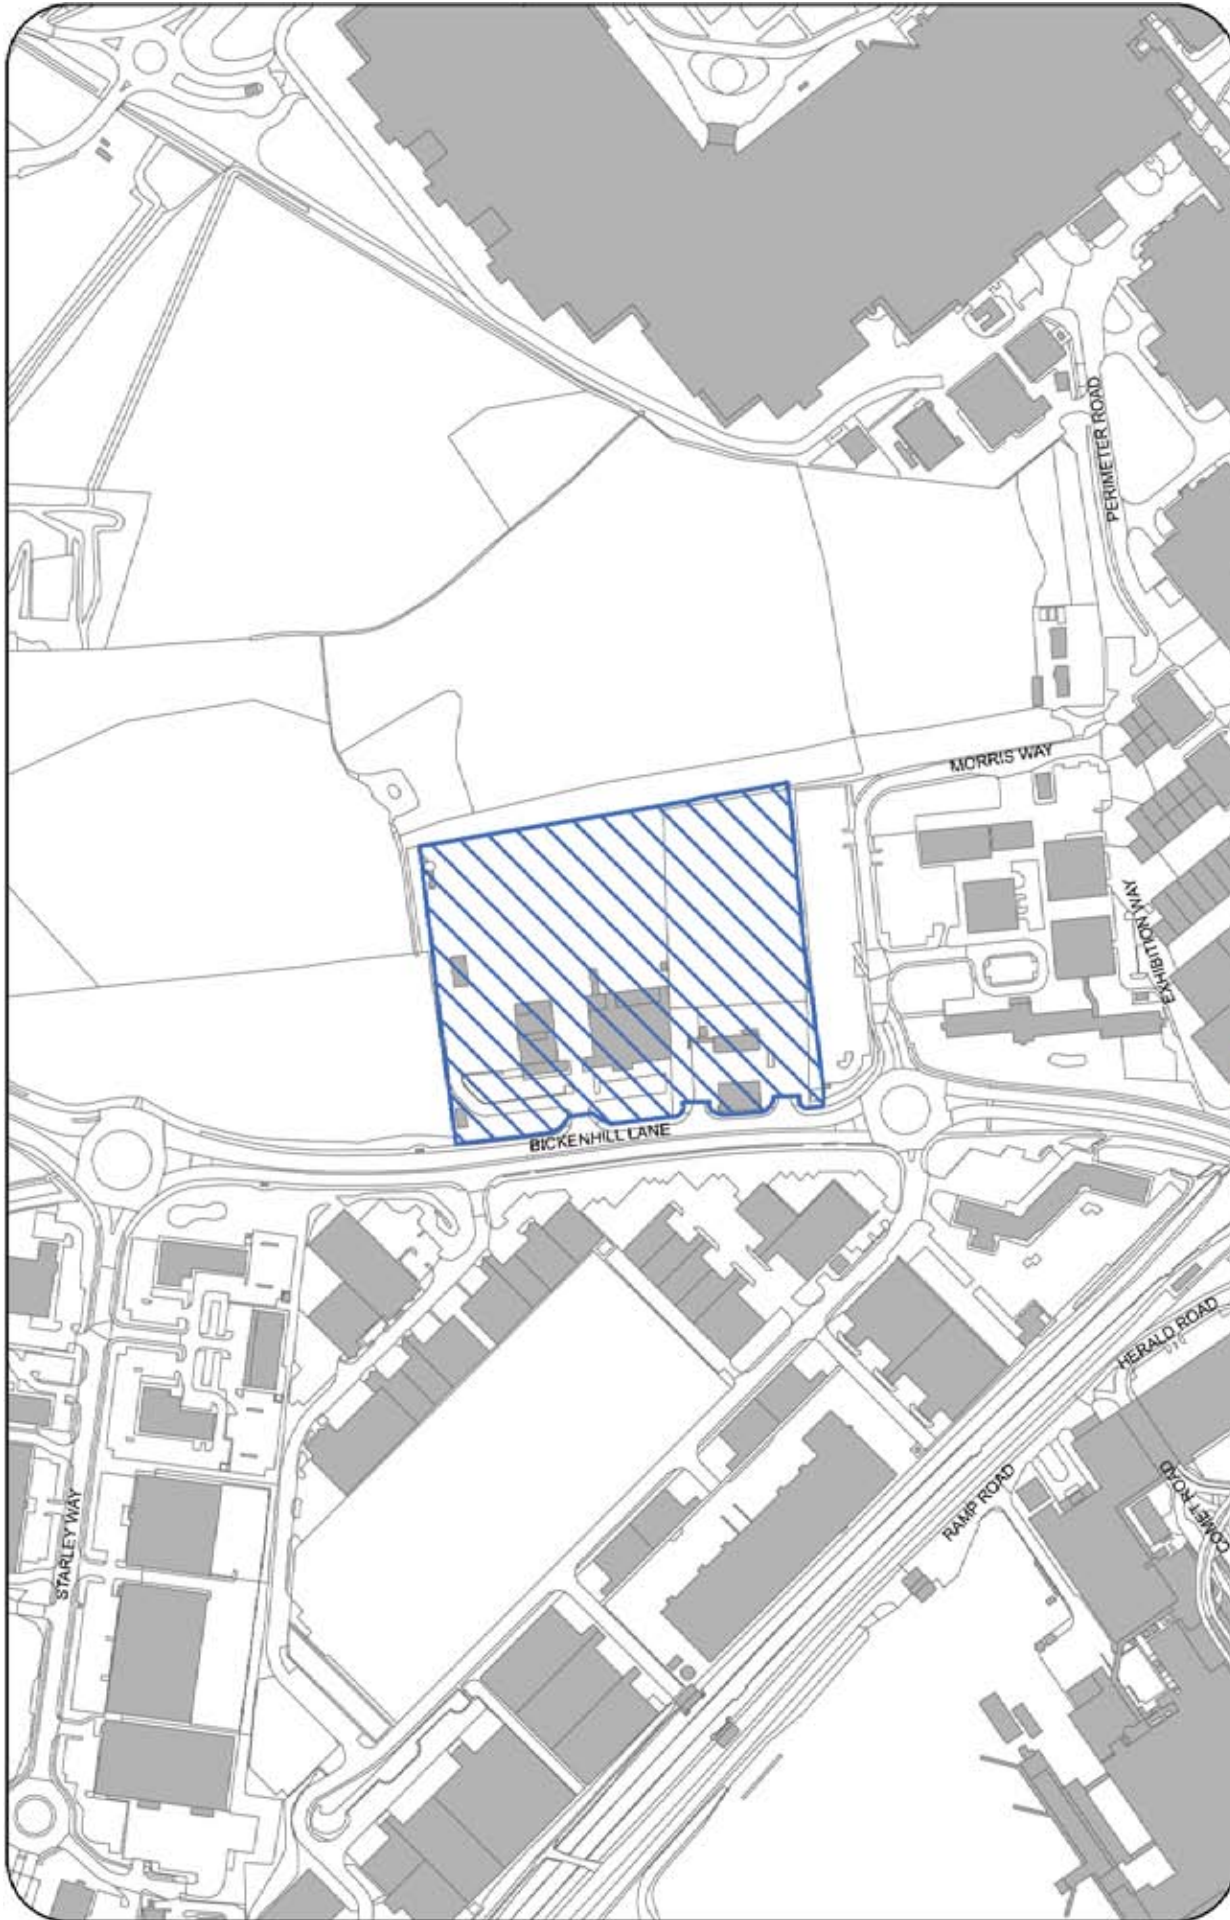 PERIMETER ROAD
MORRIS WAY
EXHIBITION WAY
BICKENHILL LANE
HERALD ROAD
RAMP ROAD
COMET ROAD
STARLEY WAY